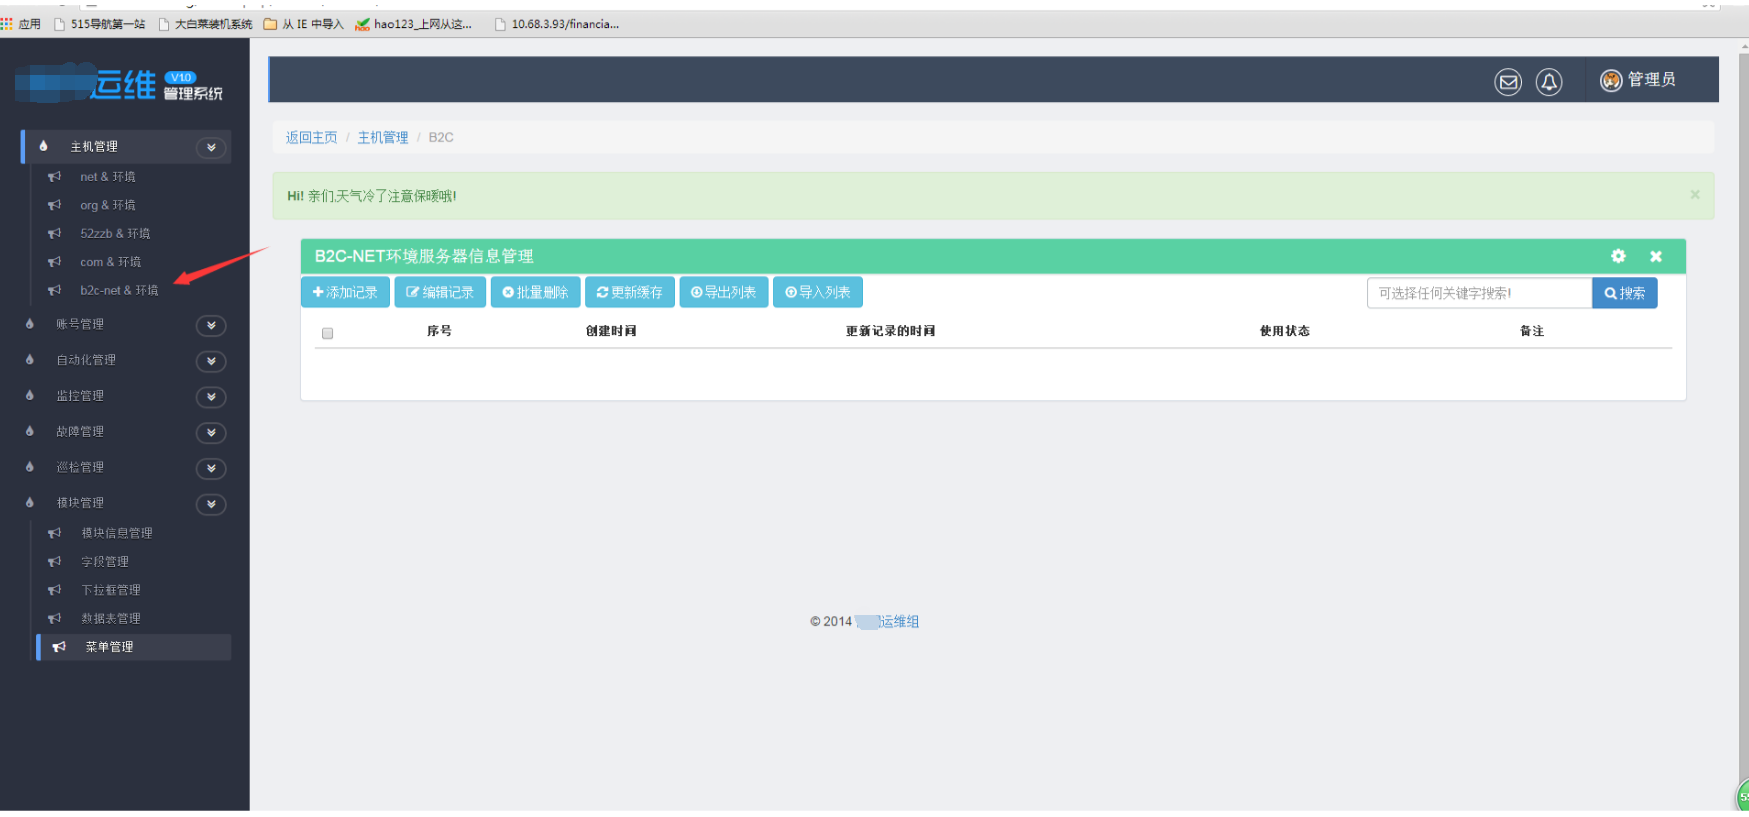 应用 515导航第一站 大白菜装机系统 从 IE 中导入 hao123_上网从这... 10.68.3.93/financia...
运维 V1.0 管理系统
管理员
返回主页 / 主机管理 / B2C
Hi! 亲们,天气冷了注意保暖哦!
主机管理
net & 环境
org & 环境
52zzb & 环境
com & 环境
b2c-net & 环境
账号管理
自动化管理
监控管理
故障管理
巡检管理
模块管理
模块信息管理
字段管理
下拉框管理
数据表管理
菜单管理
B2C-NET环境服务器信息管理
添加记录 编辑记录 批量删除 更新缓存 导出列表 导入列表 可选择任何关键字搜索! 搜索
序号 创建时间 更新记录的时间 使用状态 备注
© 2014 运维组